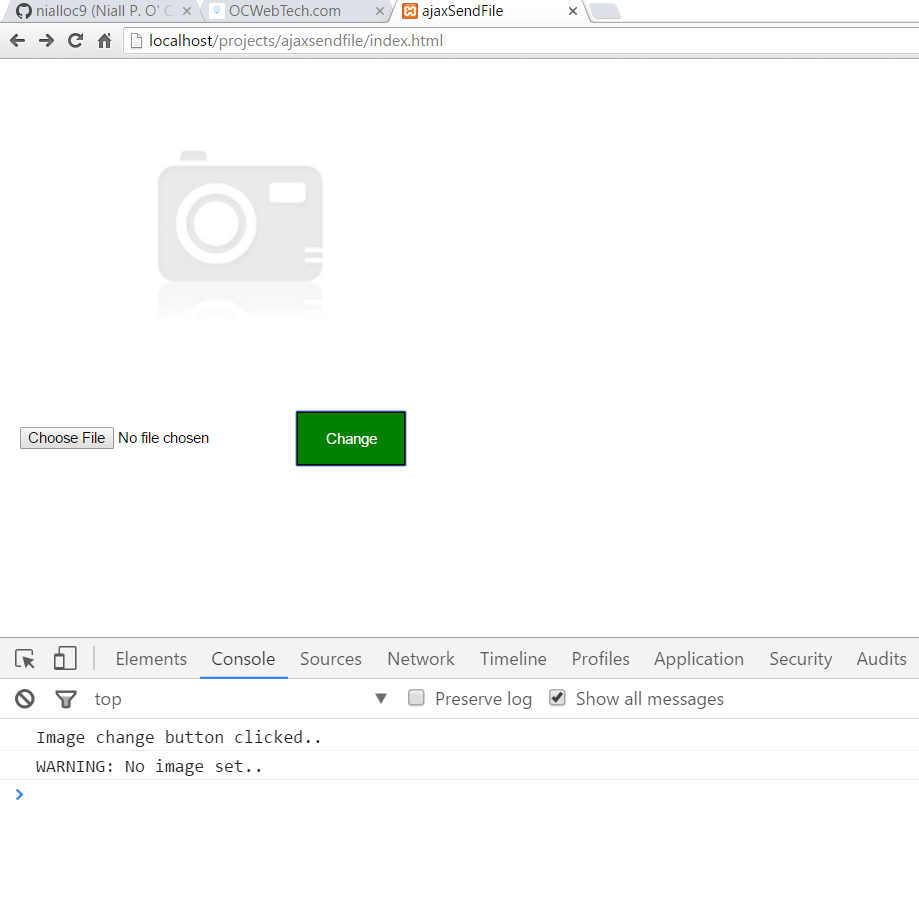 nialloc9 (Niall P. O' C
OCWebTech.com
ajaxSendFile
localhost/projects/ajaxsendfile/index.html
Choose File No file chosen
Change
Elements Console Sources Network Timeline Profiles Application Security Audits
top Preserve log Show all messages
Image change button clicked..
WARNING: No image set..